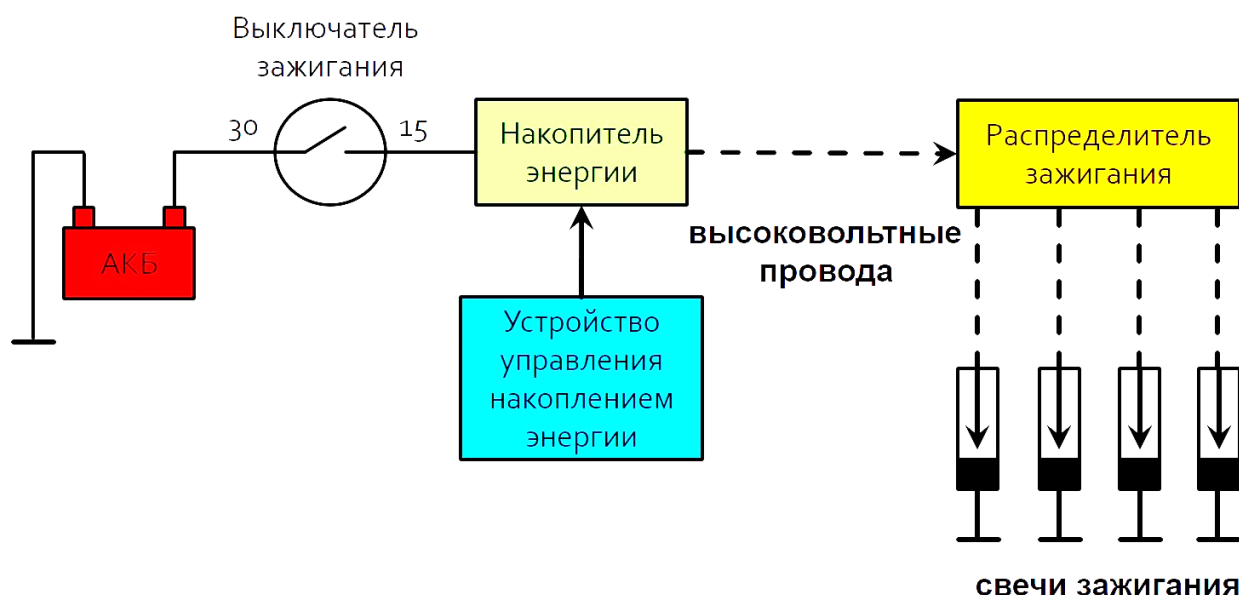 Выключатель
зажигания
30
15
Накопитель
энергии
Распределитель
зажигания
АКБ
высоковольтные
провода
Устройство
управления
накоплением
энергии
свечи зажигания